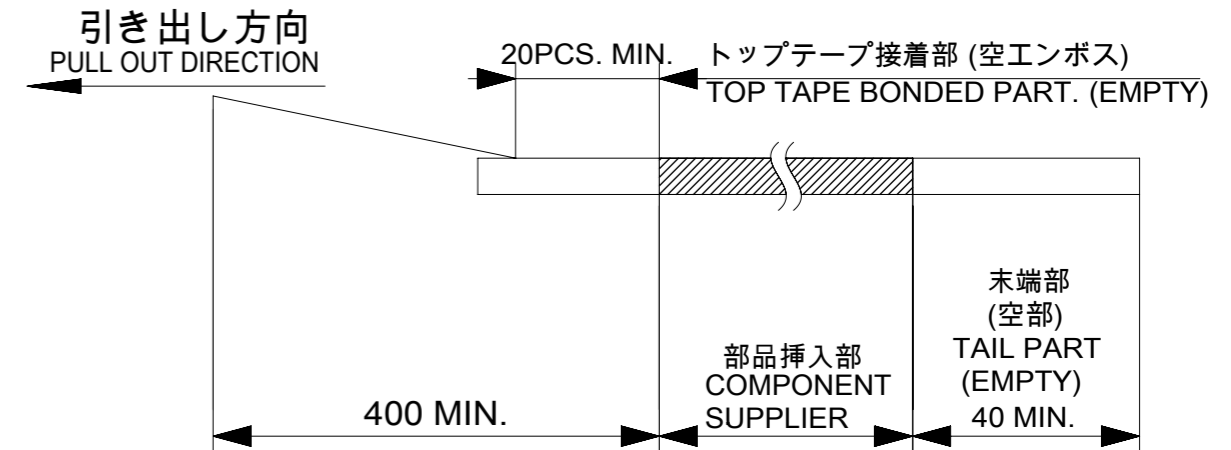 引き出し方向
PULL OUT DIRECTION
20PCS. MIN.
トップテープ接着部 (空エンボス)
TOP TAPE BONDED PART. (EMPTY)
末端部
(空部)
TAIL PART
(EMPTY)
40 MIN.
部品挿入部
COMPONENT
SUPPLIER
400 MIN.